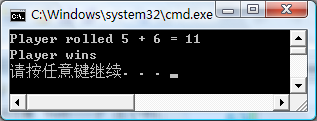 C:\Windows\system32\cmd.exe
Player rolled 5 + 6 = 11
Player wins
请按任意键继续. . .